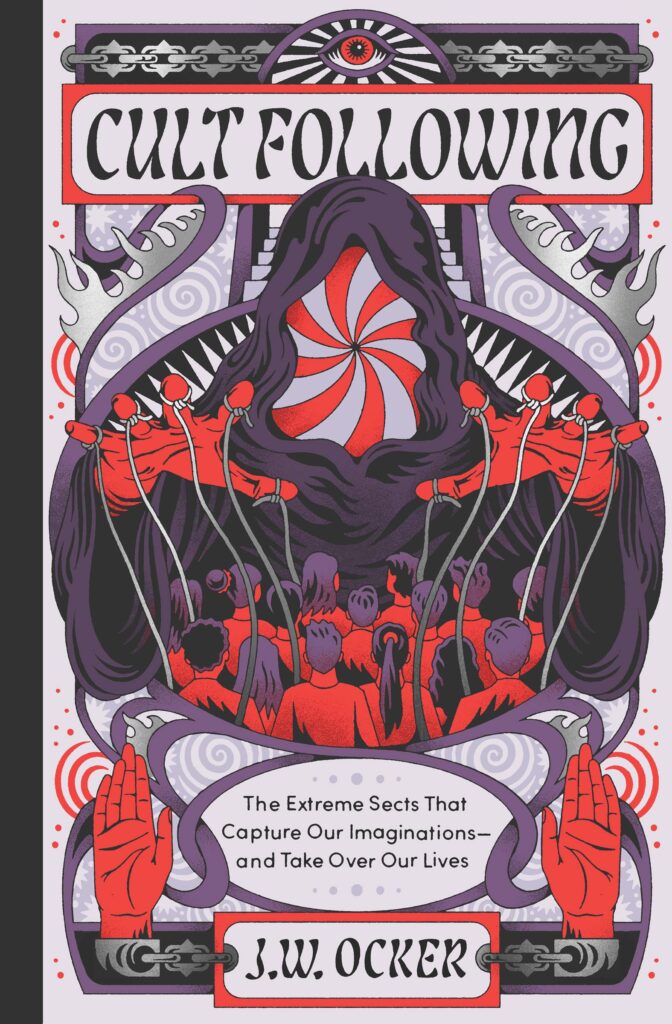 CULT FOLLOWING
The Extreme Sects That
Capture Our Imaginations—
and Take Over Our Lives
J.W. OCKER